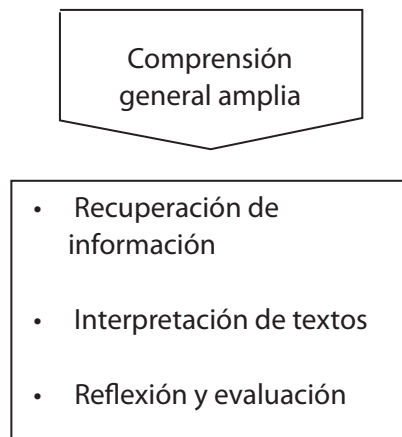 Comprensión
general amplia
• Recuperación de
información
• Interpretación de textos
• Reflexión y evaluación